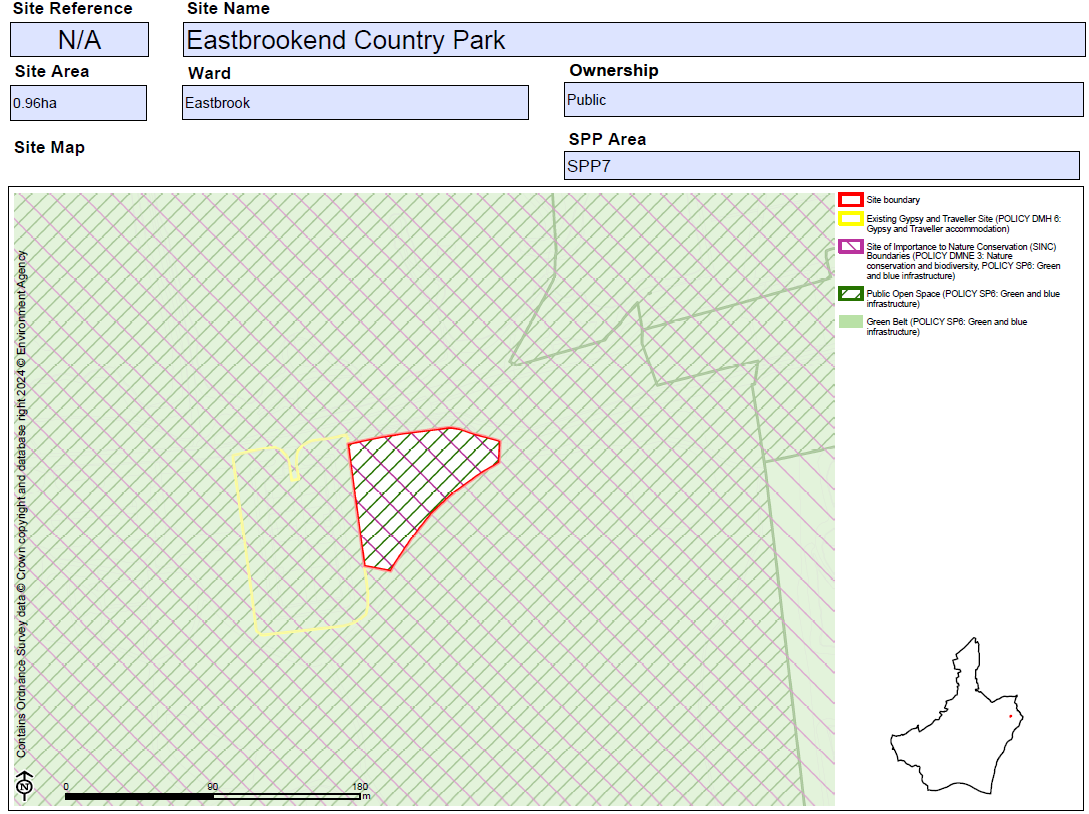 Site Reference
Site Name
N/A
Eastbrookend Country Park
Site Area
Ward
Ownership
0.96ha
Eastbrook
Public
Site Map
SPP Area
SPP7
Site boundary
Existing Gypsy and Traveller Site (POLICY DMH 6:
Gypsy and Traveller accommodation)
Site of Importance to Nature Conservation (SINC)
Boundaries (POLICY DMNE 3: Nature
conservation and biodiversity, POLICY SP6: Green
and blue infrastructure)
Public Open Space (POLICY SP6: Green and blue
infrastructure)
Green Belt (POLICY SP6: Green and blue
infrastructure)
Contains Ordnance Survey data © Crown copyright and database right 2024 © Environment Agency
N
0 90 180
m